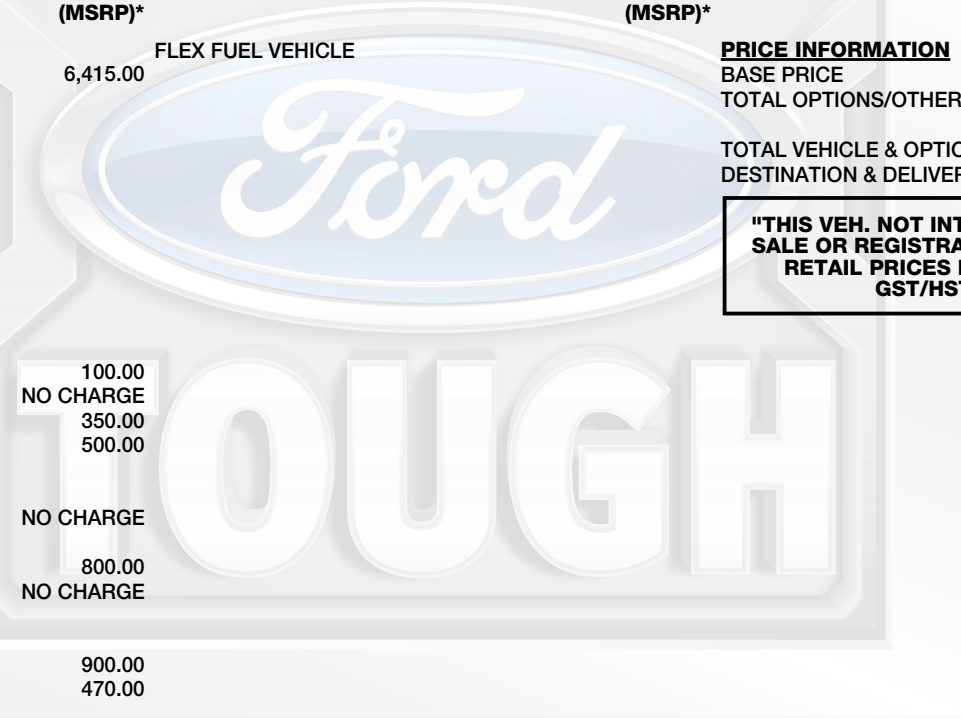 (MSRP)*
(MSRP)*
FLEX FUEL VEHICLE
6,415.00
100.00
NO CHARGE
350.00
500.00
NO CHARGE
800.00
NO CHARGE
900.00
470.00
PRICE INFORMATION
BASE PRICE
TOTAL OPTIONS/OTHER
TOTAL VEHICLE & OPTIO
DESTINATION & DELIVER
"THIS VEH. NOT INT
SALE OR REGISTRA
RETAIL PRICES
GST/HST
Ford
TOUGH